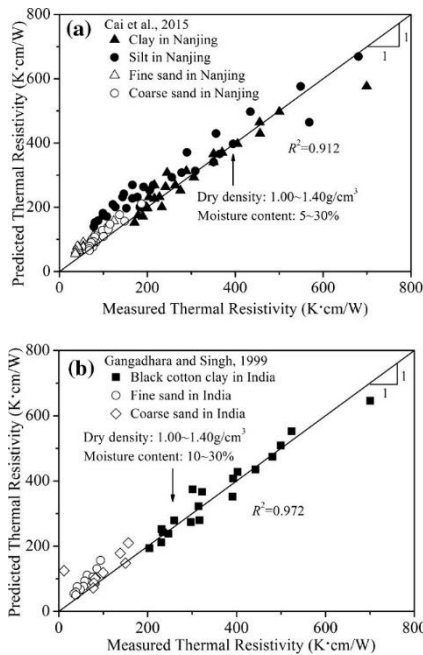 (a) Cai et al., 2015
Clay in Nanjing
Silt in Nanjing
Fine sand in Nanjing
Coarse sand in Nanjing
1
1
R²=0.912
Dry density: 1.00~1.40g/cm³
Moisture content: 5~30%
Predicted Thermal Resistivity (K·cm/W)
800
600
400
200
0
0 200 400 600 800
Measured Thermal Resistivity (K·cm/W)
(b) Gangadhara and Singh, 1999
Black cotton clay in India
Fine sand in India
Coarse sand in India
1
1
Dry density: 1.00~1.40g/cm³
Moisture content: 10~30%
R²=0.972
Predicted Thermal Resistivity (K·cm/W)
800
600
400
200
0
0 200 400 600 800
Measured Thermal Resistivity (K·cm/W)